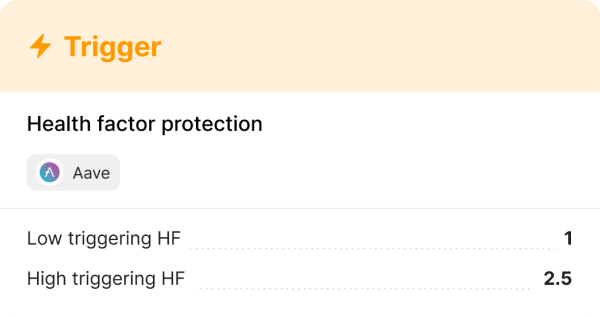 Trigger
Health factor protection
Aave
Low triggering HF 1
High triggering HF 2.5